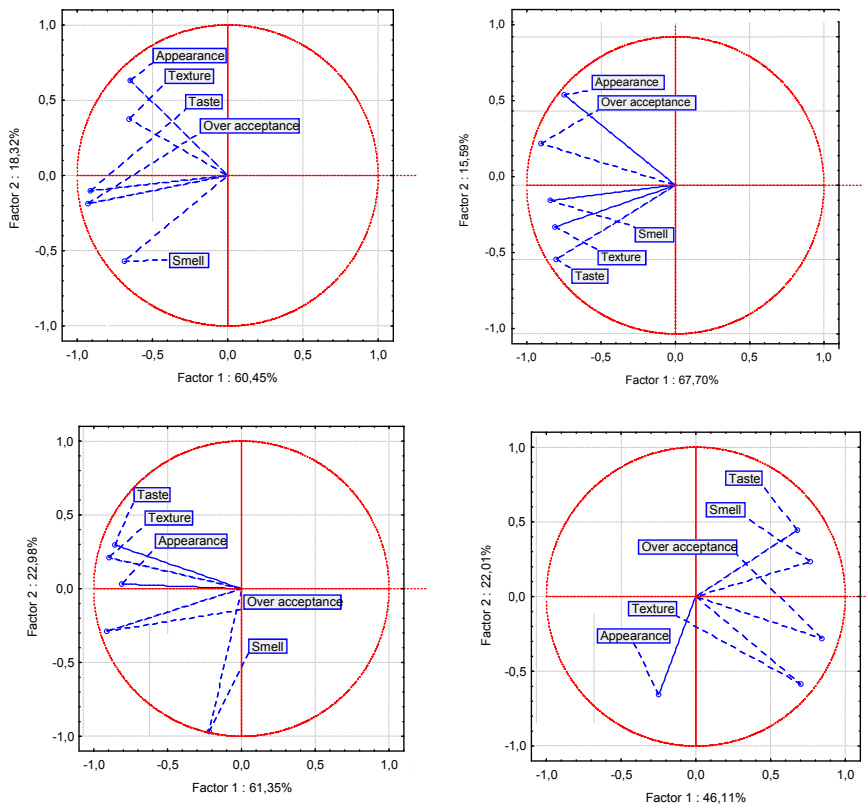 1,0
0,5
0,0
-0,5
-1,0
Factor 2 : 18,32%
Appearance
Texture
Taste
Over acceptance
Smell
-1,0 -0,5 0,0 0,5 1,0
Factor 1 : 60,45%
1,0
0,5
0,0
-0,5
-1,0
Factor 2 : 15,59%
Appearance
Over acceptance
Smell
Texture
Taste
-1,0 -0,5 0,0 0,5 1,0
Factor 1 : 67,70%
1,0
0,5
0,0
-0,5
-1,0
Factor 2 : 22,98%
Taste
Texture
Appearance
Over acceptance
Smell
-1,0 -0,5 0,0 0,5 1,0
Factor 1 : 61,35%
1,0
0,5
0,0
-0,5
-1,0
Factor 2 : 22,01%
Taste
Smell
Over acceptance
Texture
Appearance
-1,0 -0,5 0,0 0,5 1,0
Factor 1 : 46,11%